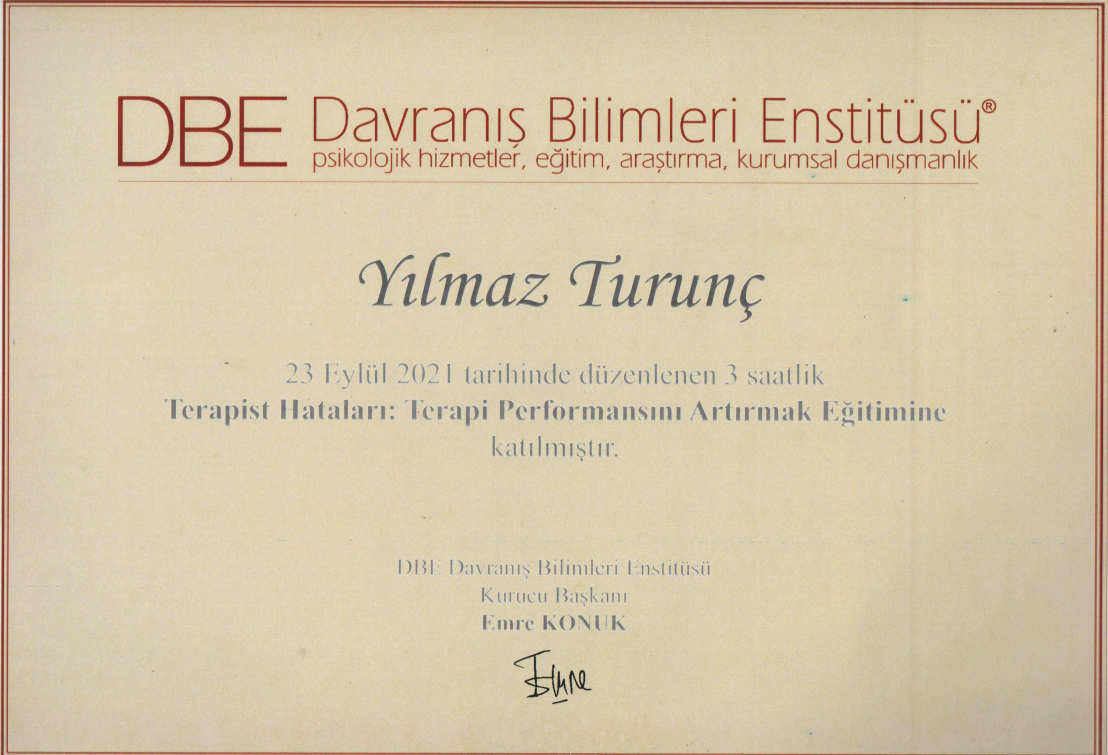 DBE Davranış Bilimleri Enstitüsü®
psikolojik hizmetler, eğitim, araştırma, kurumsal danışmanlık
Yılmaz Turunç
23 Eylül 2021 tarihinde düzenlenen 3 saatlik
Terapist Hataları: Terapi Performansını Artırmak Eğitimine
katılmıştır.
DBE Davranış Bilimleri Enstitüsü
Kurucu Başkanı
Emre KONUK
Emre